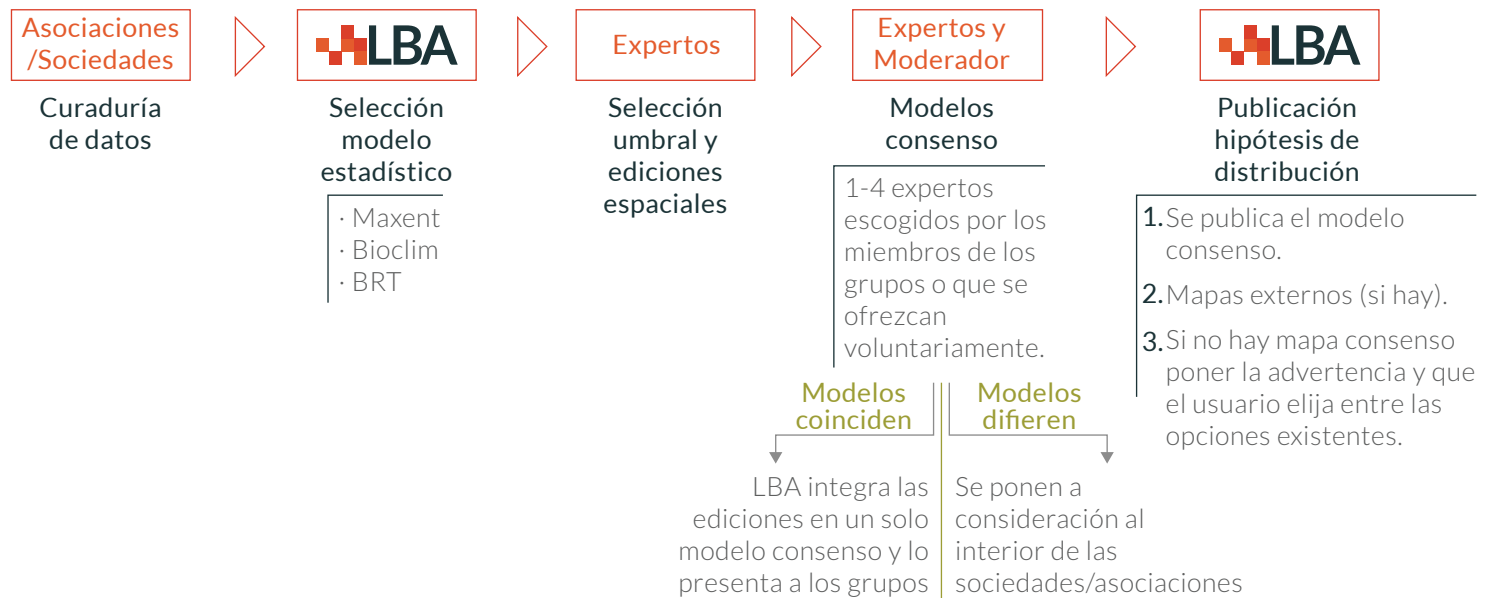 Asociaciones
/Sociedades
Curaduría
de datos
LBA
Selección
modelo
estadístico
· Maxent
· Bioclim
· BRT
Expertos
Selección
umbral y
ediciones
espaciales
Expertos y
Moderador
Modelos
consenso
1-4 expertos
escogidos por los
miembros de los
grupos o que se
ofrezcan
voluntariamente.
Modelos
coinciden
LBA integra las
ediciones en un solo
modelo consenso y lo
presenta a los grupos
Modelos
difieren
Se ponen a
consideración al
interior de las
sociedades/asociaciones
LBA
Publicación
hipótesis de
distribución
1. Se publica el modelo
consenso.
2. Mapas externos (si hay).
3. Si no hay mapa consenso
poner la advertencia y que
el usuario elija entre las
opciones existentes.